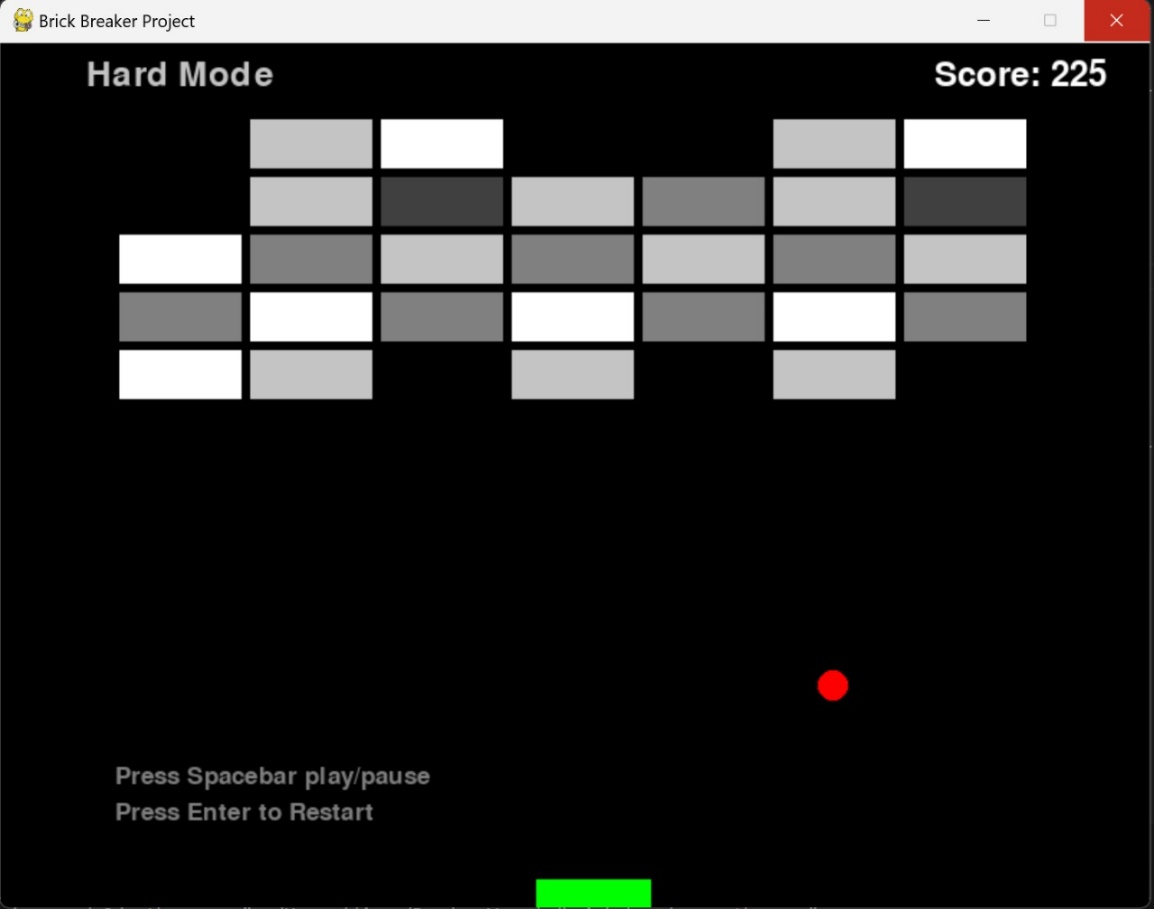 Brick Breaker Project
Hard Mode
Score: 225
Press Spacebar play/pause
Press Enter to Restart